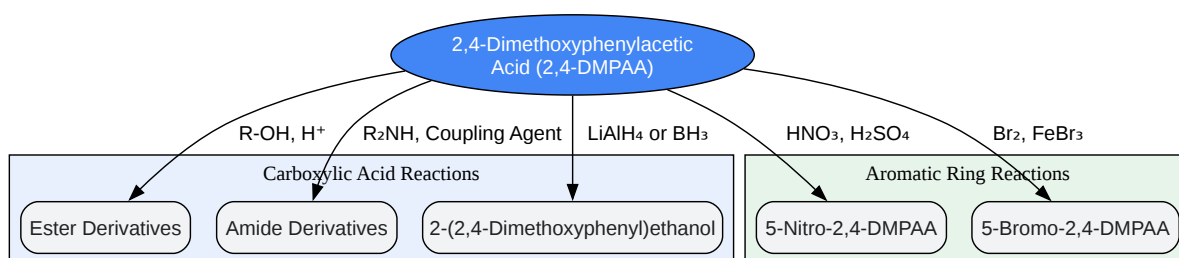 2,4-Dimethoxyphenylacetic
Acid (2,4-DMPAA)
R-OH, H⁺
R₂NH, Coupling Agent
LiAlH₄ or BH₃
HNO₃, H₂SO₄
Br₂, FeBr₃
Carboxylic Acid Reactions
Aromatic Ring Reactions
Ester Derivatives
Amide Derivatives
2-(2,4-Dimethoxyphenyl)ethanol
5-Nitro-2,4-DMPAA
5-Bromo-2,4-DMPAA